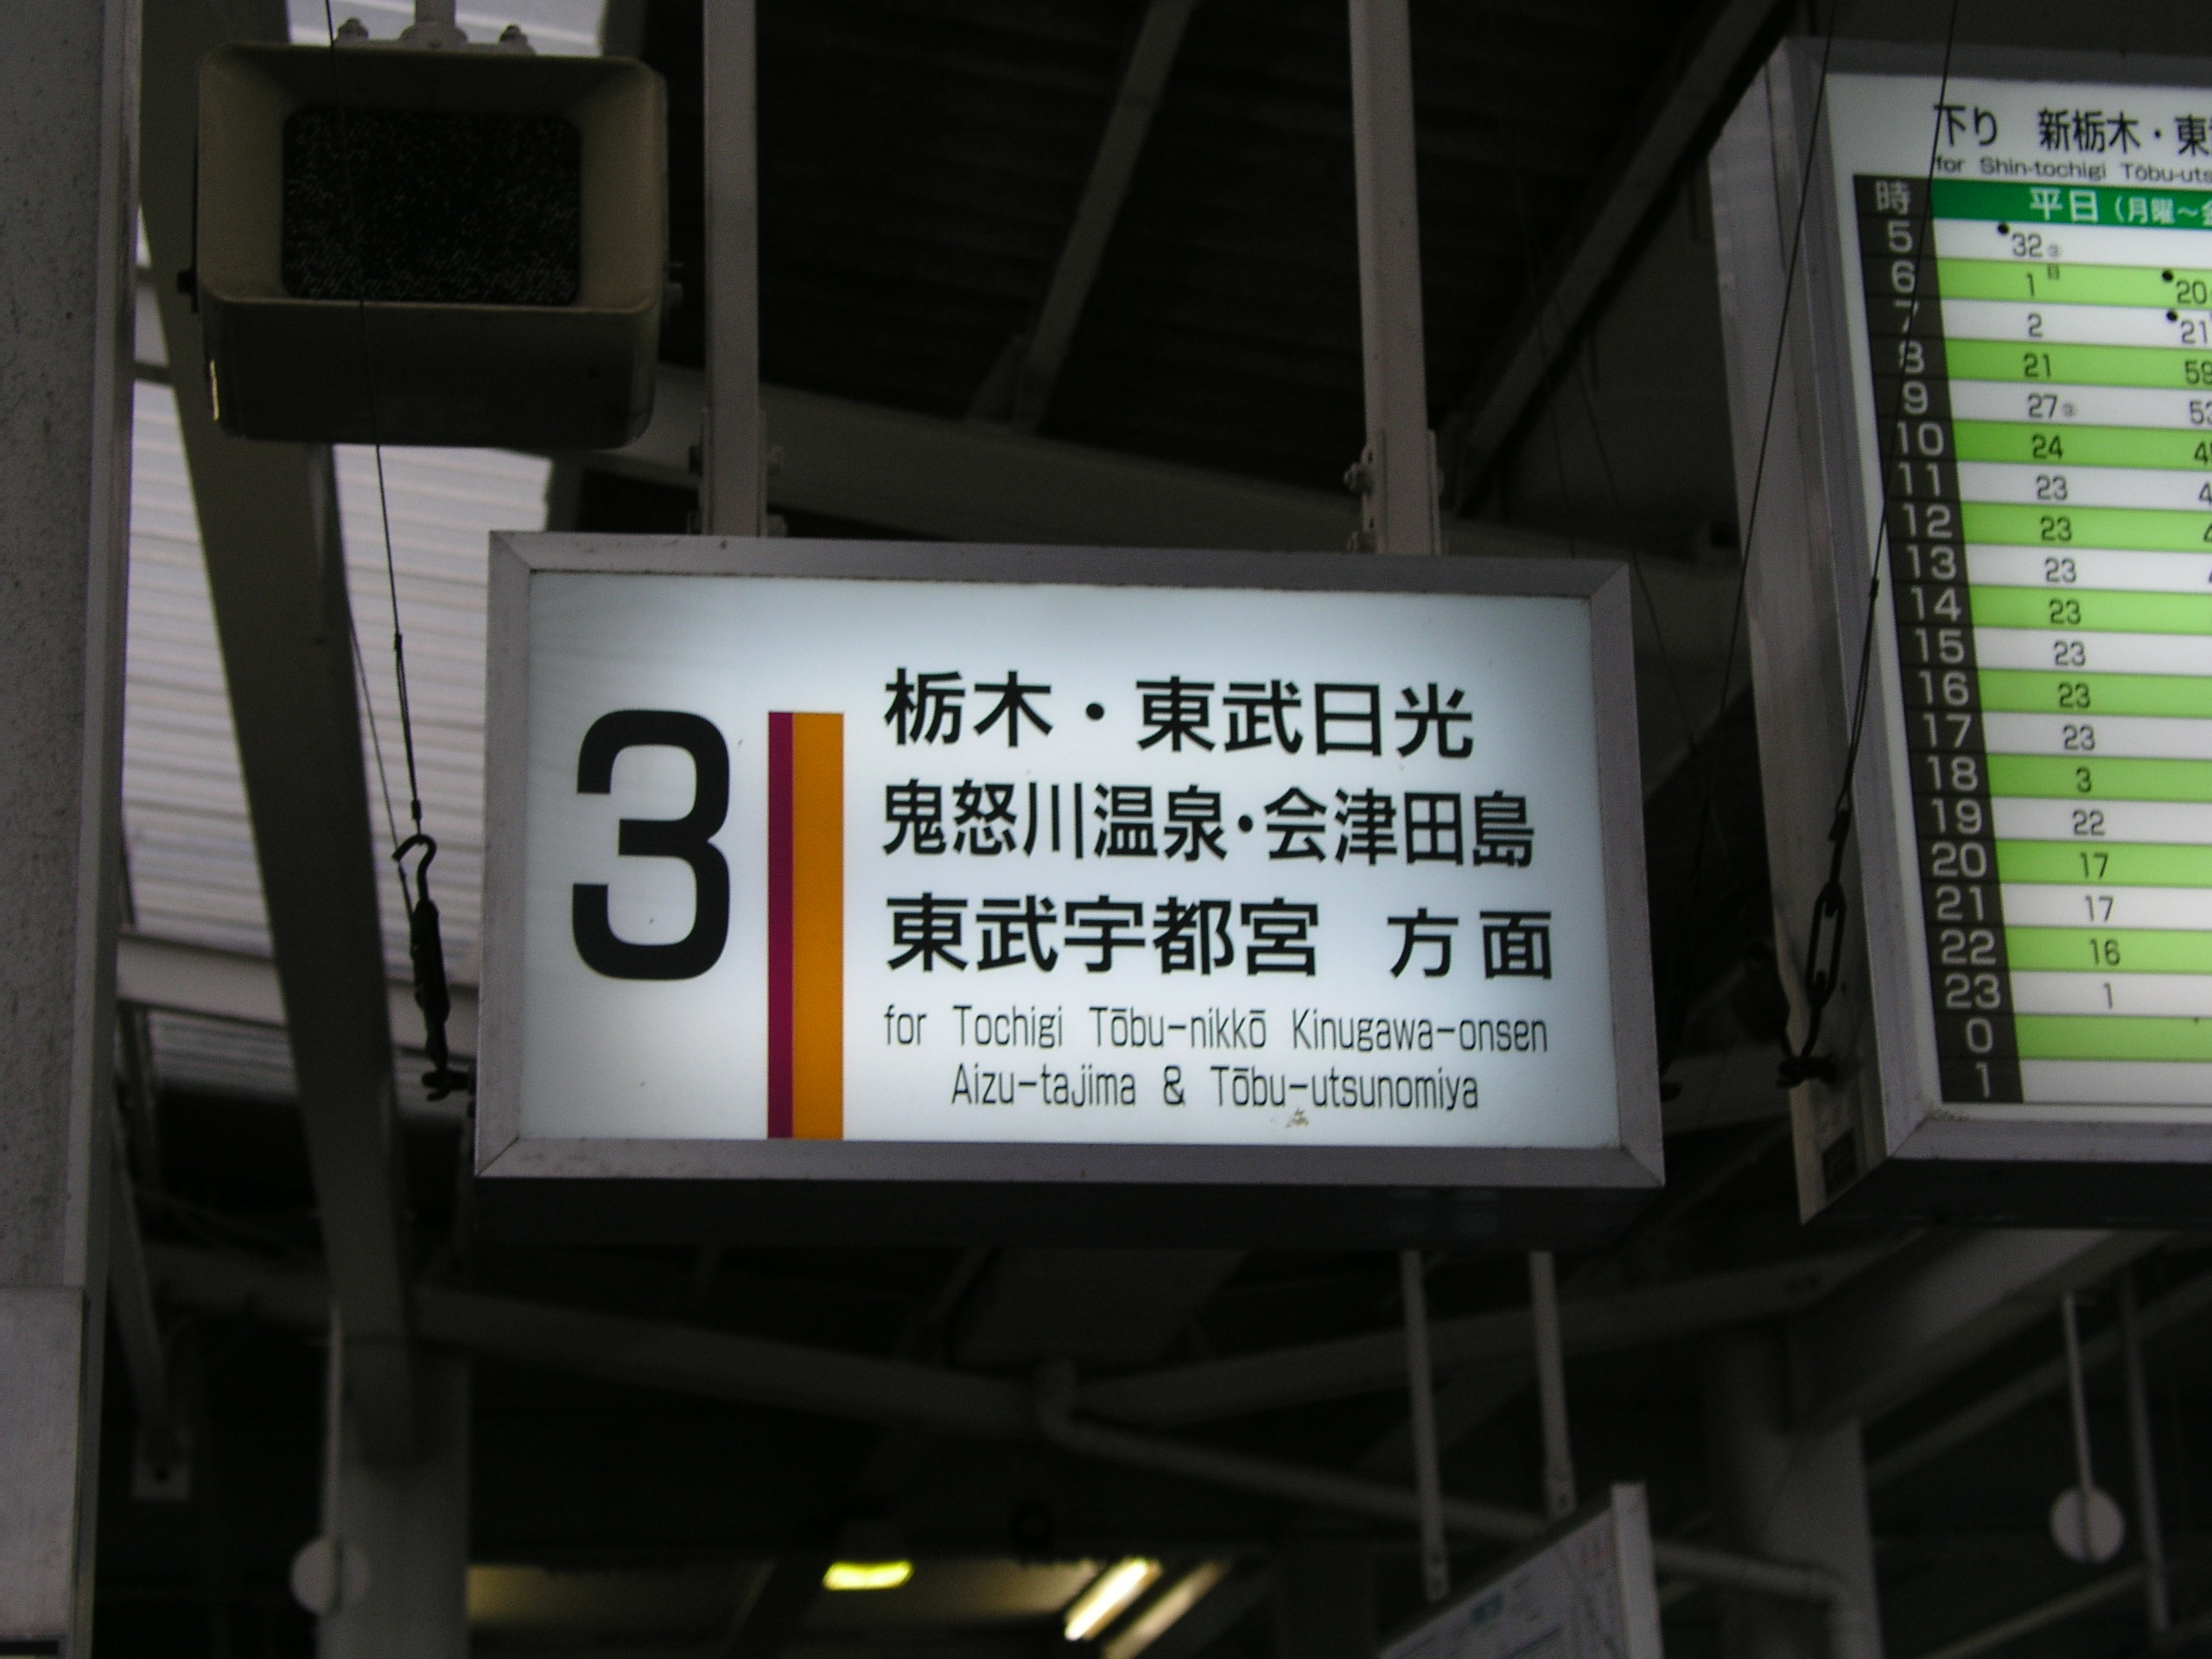 3
栃木・東武日光
鬼怒川温泉・会津田島
東武宇都宮 方面
for Tochigi Tōbu-nikkō Kinugawa-onsen
Aizu-tajima & Tōbu-utsunomiya
下り 新栃木・東
for Shin-tochigi Tōbu-uts
時 平日(月曜～
5 32
6 1 20
7 2 21
8 21 59
9 27 53
10 24
11 23
12 23
13 23
14 23
15 23
16 23
17 23
18 3
19 22
20 17
21 17
22 16
23 1
0
1